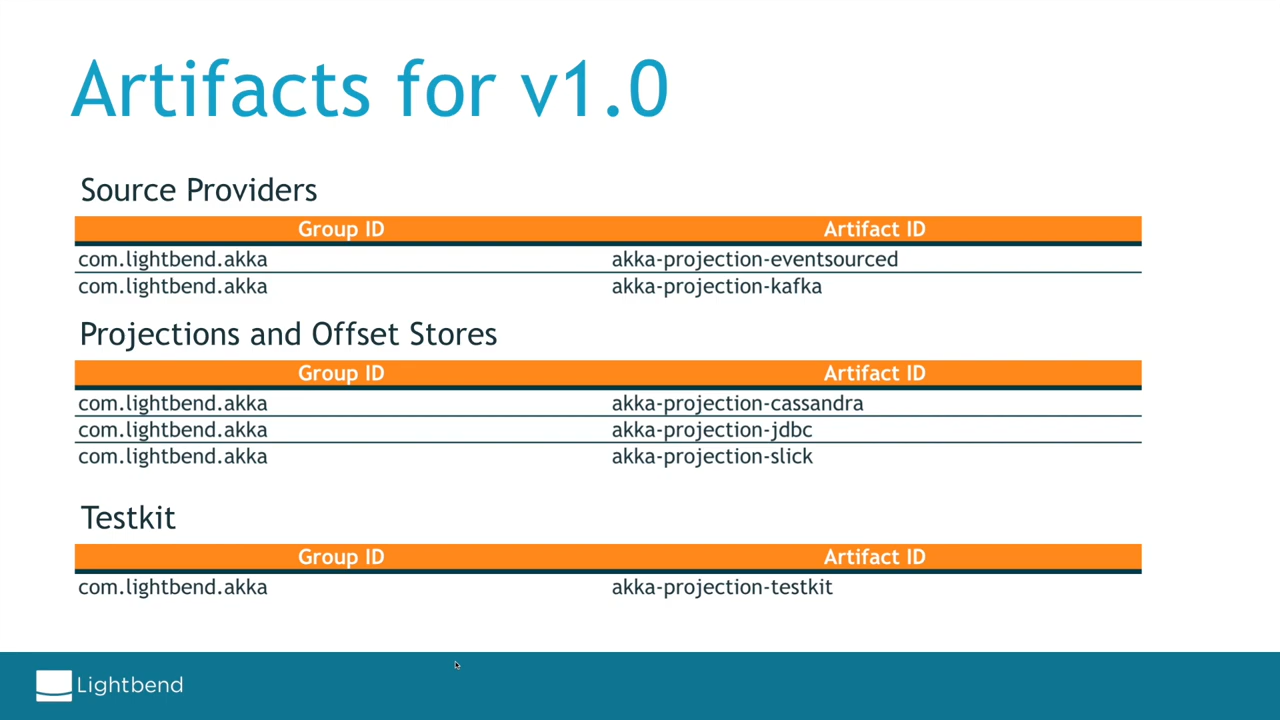 Artifacts for v1.0
Source Providers
Group ID Artifact ID
com.lightbend.akka akka-projection-eventsourced
com.lightbend.akka akka-projection-kafka
Projections and Offset Stores
Group ID Artifact ID
com.lightbend.akka akka-projection-cassandra
com.lightbend.akka akka-projection-jdbc
com.lightbend.akka akka-projection-slick
Testkit
Group ID Artifact ID
com.lightbend.akka akka-projection-testkit
Lightbend